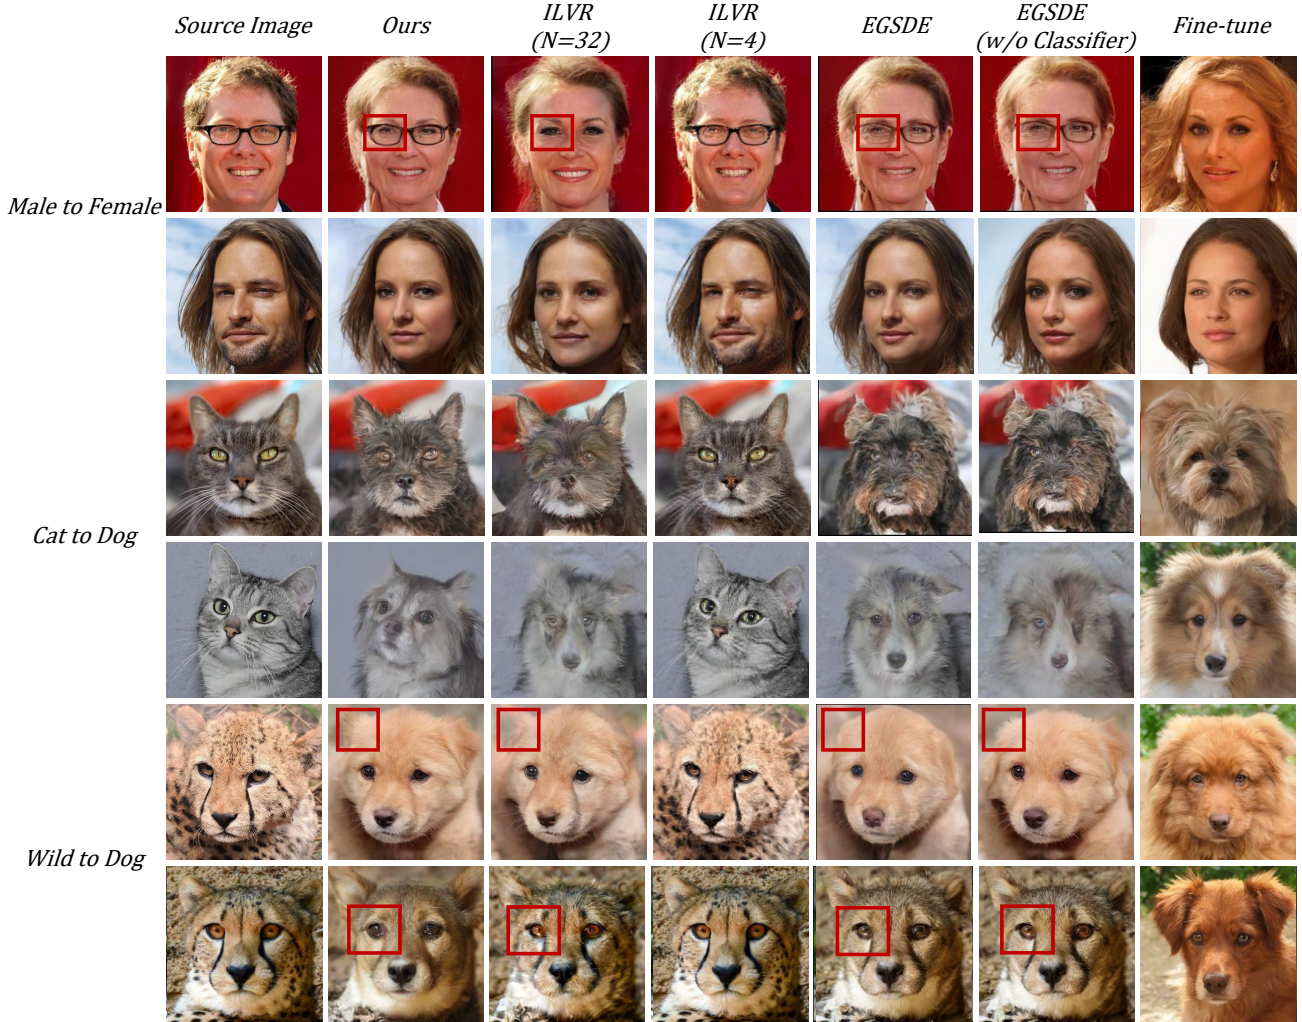 Source Image
Ours
ILVR
(N=32)
ILVR
(N=4)
EGSDE
EGSDE
(w/o Classifier)
Fine-tune
Male to Female
Cat to Dog
Wild to Dog